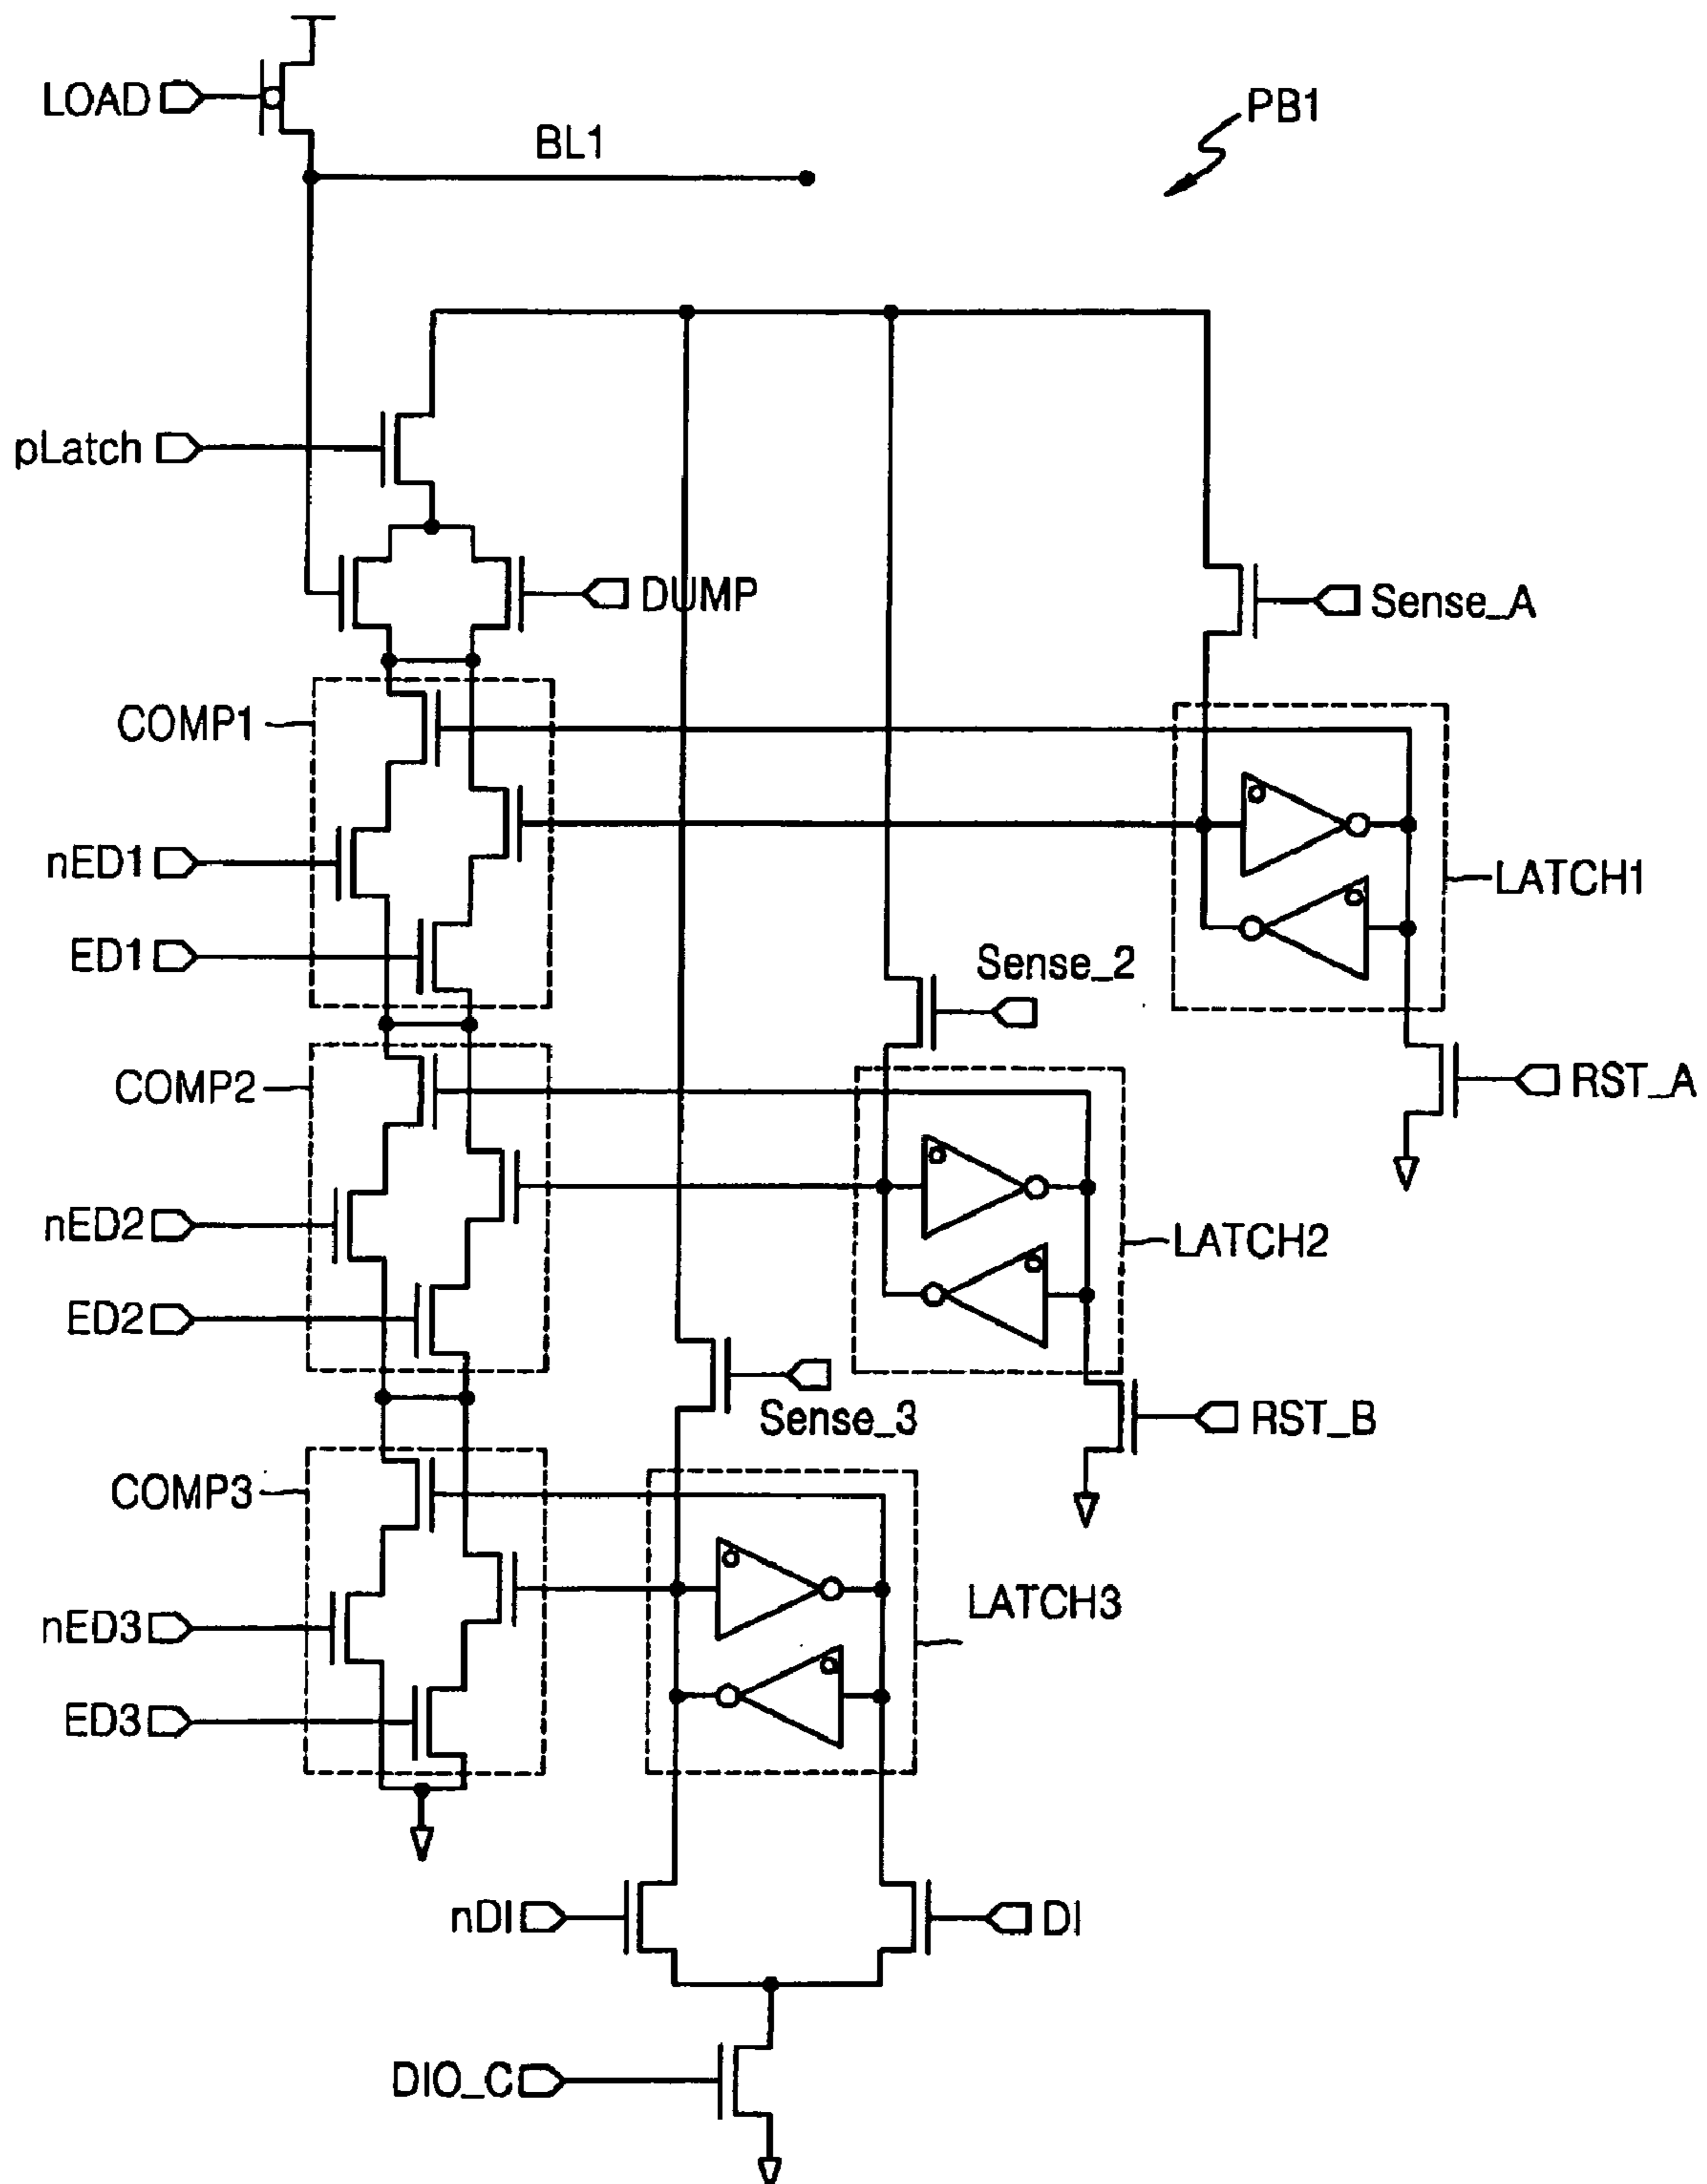 LOAD
PB1
BL1
pLatch
DUMP
Sense_A
COMP1
nED1
LATCH1
ED1
Sense_2
COMP2
RST_A
nED2
LATCH2
ED2
Sense_3
RST_B
COMP3
LATCH3
nED3
ED3
nDI
DI
DIO_C